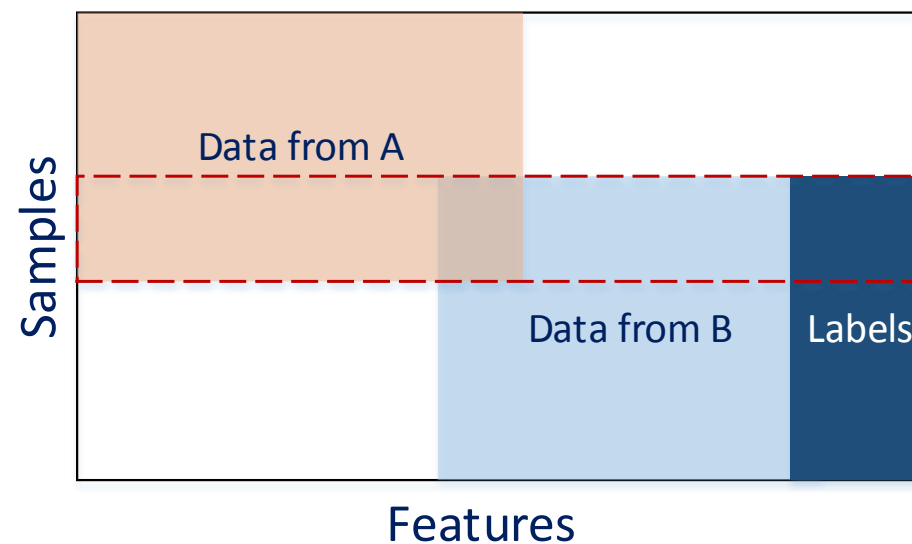 Data from A
Samples
Data from B
Labels
Features